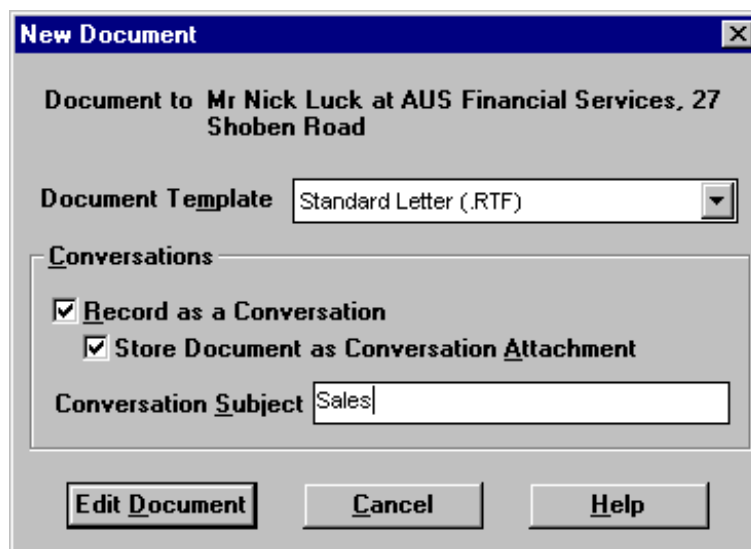 New Document
Document to Mr Nick Luck at AUS Financial Services, 27
Shoben Road
Document Template Standard Letter (.RTF)
Conversations
Record as a Conversation
Store Document as Conversation Attachment
Conversation Subject Sales
Edit Document Cancel Help